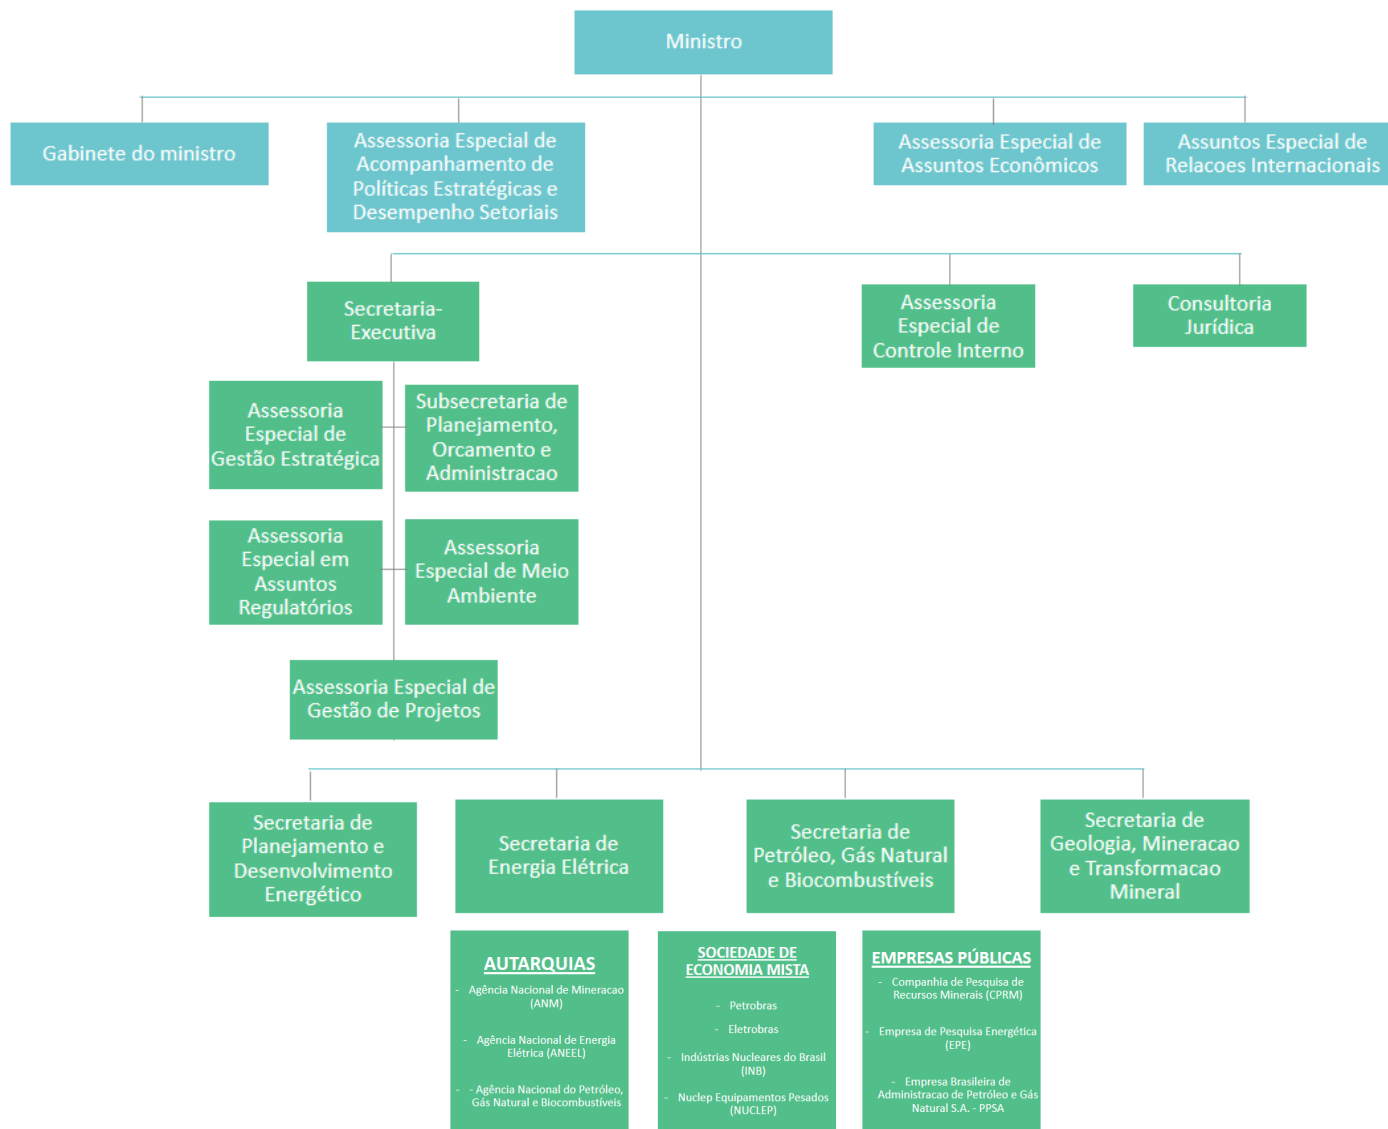 Ministro
Gabinete do ministro
Assessoria Especial de
Acompanhamento de
Políticas Estratégicas e
Desempenho Setoriais
Assessoria Especial de
Assuntos Econômicos
Assuntos Especial de
Relacoes Internacionais
Secretaria-
Executiva
Assessoria
Especial de
Controle Interno
Consultoria
Jurídica
Assessoria
Especial de
Gestão Estratégica
Subsecretaria de
Planejamento,
Orcamento e
Administracao
Assessoria
Especial em
Assuntos
Regulatórios
Assessoria
Especial de Meio
Ambiente
Assessoria Especial de
Gestão de Projetos
Secretaria de
Planejamento e
Desenvolvimento
Energético
Secretaria de
Energia Elétrica
Secretaria de
Petróleo, Gás Natural
e Biocombustíveis
Secretaria de
Geologia, Mineracao
e Transformacao
Mineral
AUTARQUIAS
- Agência Nacional de Mineracao
(ANM)
- Agência Nacional de Energia
Elétrica (ANEEL)
- - Agência Nacional do Petróleo,
Gás Natural e Biocombustíveis
SOCIEDADE DE
ECONOMIA MISTA
- Petrobras
- Eletrobras
- Indústrias Nucleares do Brasil
(INB)
- Nuclep Equipamentos Pesados
(NUCLEP)
EMPRESAS PÚBLICAS
- Companhia de Pesquisa de
Recursos Minerais (CPRM)
- Empresa de Pesquisa Energética
(EPE)
- Empresa Brasileira de
Administracao de Petróleo e Gás
Natural S.A. - PPSA